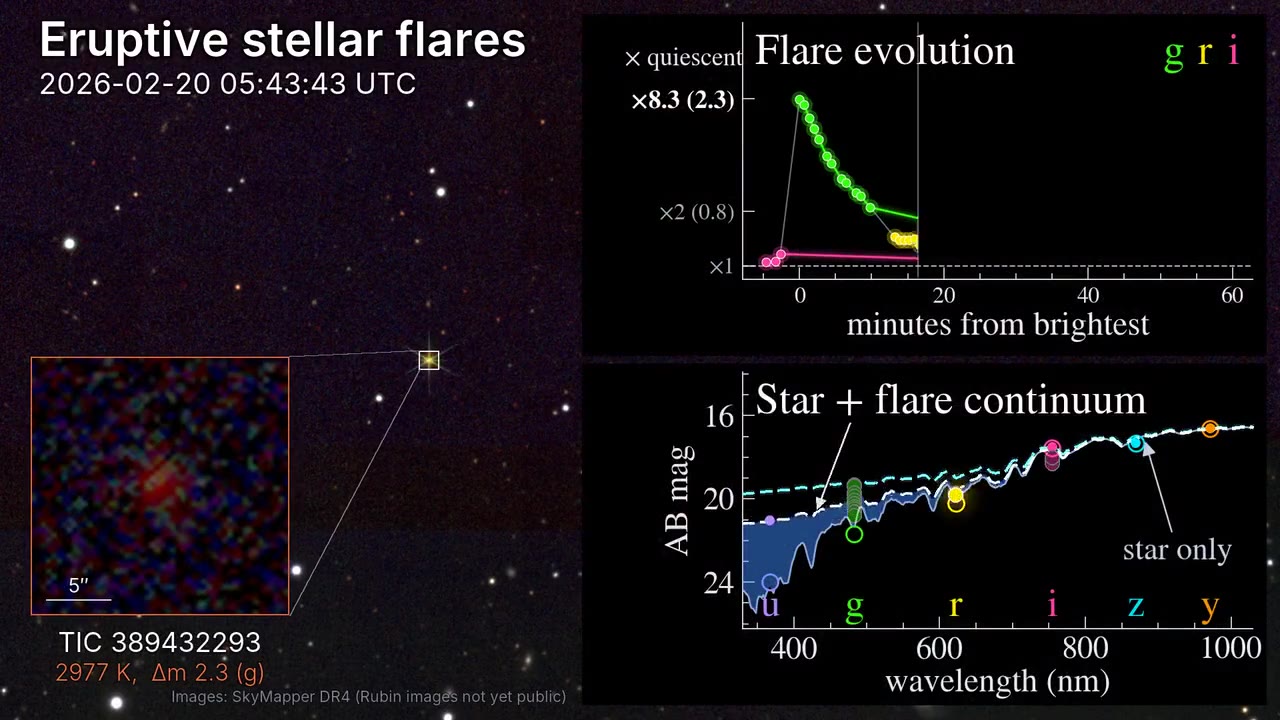 Eruptive stellar flares
2026-02-20 05:43:43 UTC
5″
TIC 389432293
2977 K, Δm 2.3 (g)
Images: SkyMapper DR4 (Rubin images not yet public)
× quiescent
Flare evolution
g r i
×8.3 (2.3)
×2 (0.8)
×1
0 20 40 60
minutes from brightest
Star + flare continuum
16
20
24
AB mag
star only
u g r i z y
400 600 800 1000
wavelength (nm)